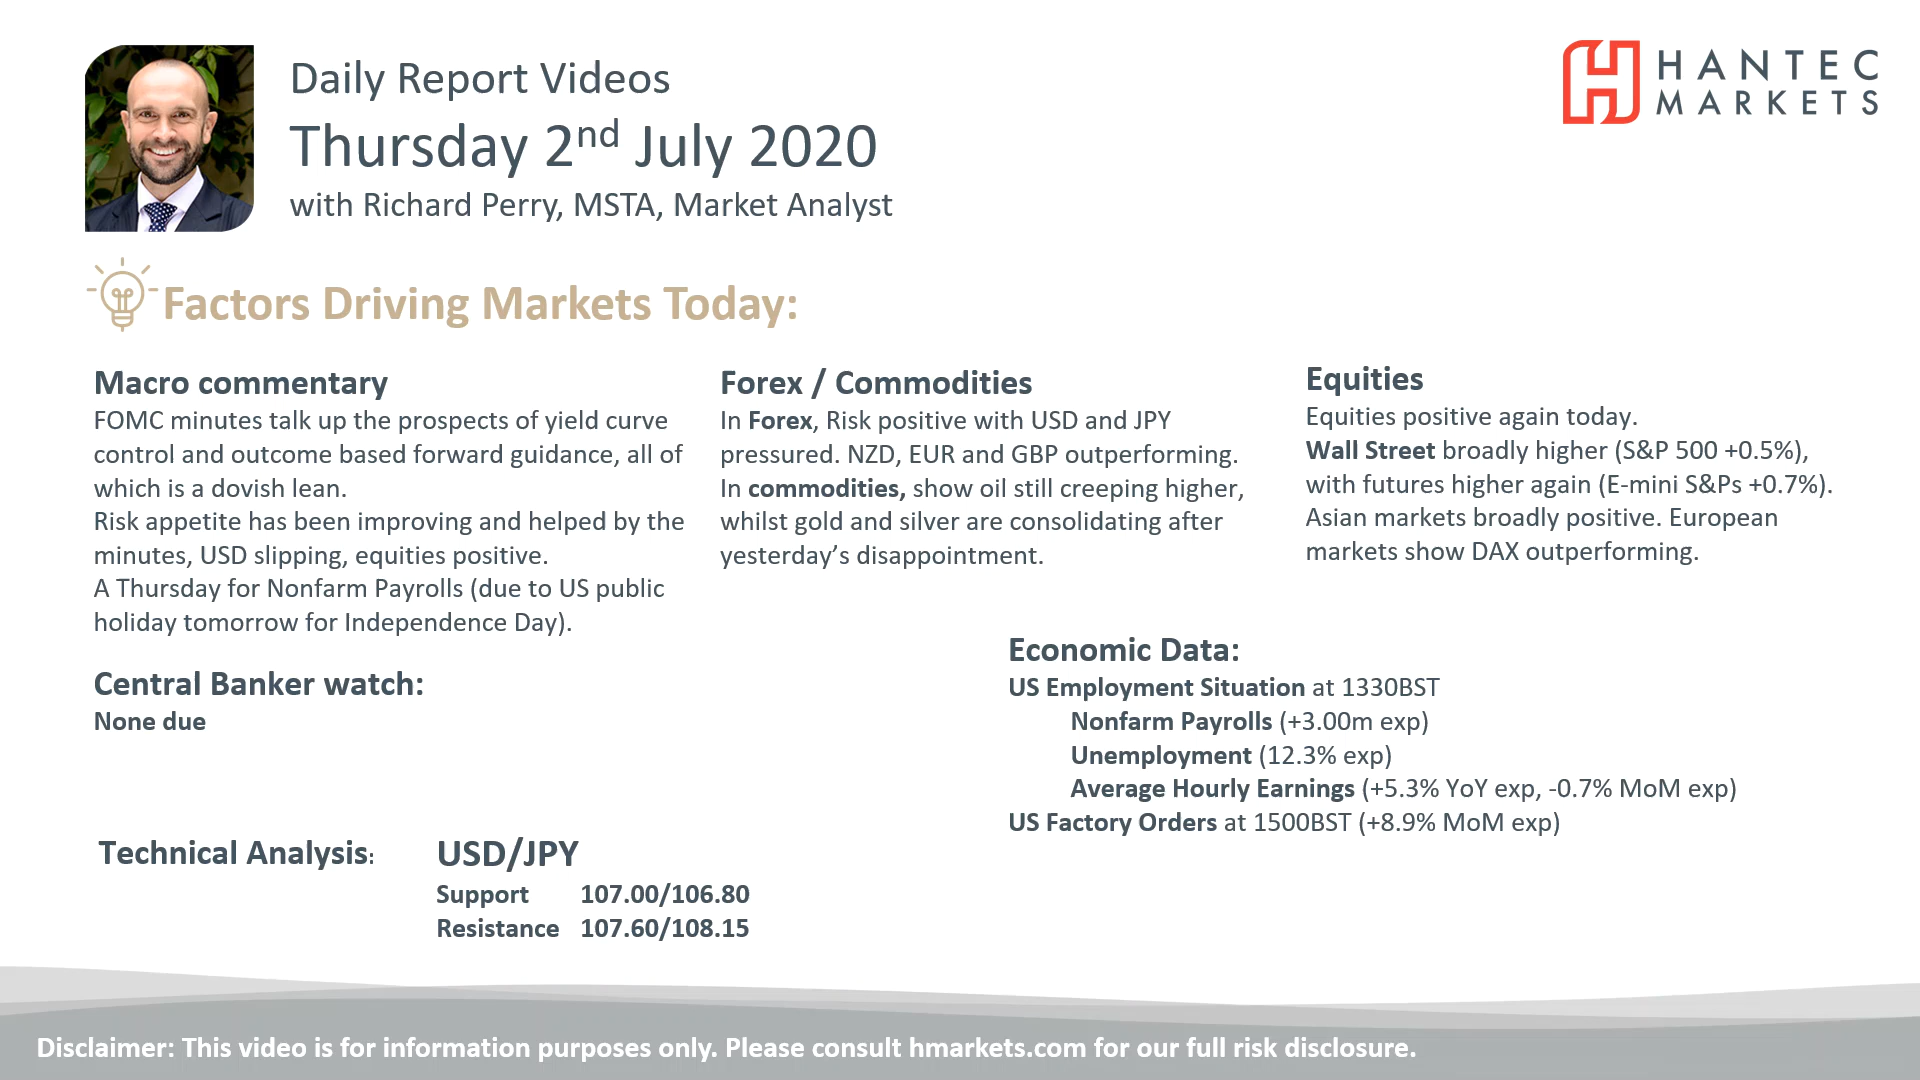 Daily Report Videos
Thursday 2nd July 2020
with Richard Perry, MSTA, Market Analyst
HANTEC
MARKETS
Factors Driving Markets Today:
Macro commentary
FOMC minutes talk up the prospects of yield curve
control and outcome based forward guidance, all of
which is a dovish lean.
Risk appetite has been improving and helped by the
minutes, USD slipping, equities positive.
A Thursday for Nonfarm Payrolls (due to US public
holiday tomorrow for Independence Day).
Central Banker watch:
None due
Forex / Commodities
In Forex, Risk positive with USD and JPY
pressured. NZD, EUR and GBP outperforming.
In commodities, show oil still creeping higher,
whilst gold and silver are consolidating after
yesterday’s disappointment.
Equities
Equities positive again today.
Wall Street broadly higher (S&P 500 +0.5%),
with futures higher again (E-mini S&Ps +0.7%).
Asian markets broadly positive. European
markets show DAX outperforming.
Economic Data:
US Employment Situation at 1330BST
Nonfarm Payrolls (+3.00m exp)
Unemployment (12.3% exp)
Average Hourly Earnings (+5.3% YoY exp, -0.7% MoM exp)
US Factory Orders at 1500BST (+8.9% MoM exp)
Technical Analysis: USD/JPY
Support 107.00/106.80
Resistance 107.60/108.15
Disclaimer: This video is for information purposes only. Please consult hmarkets.com for our full risk disclosure.